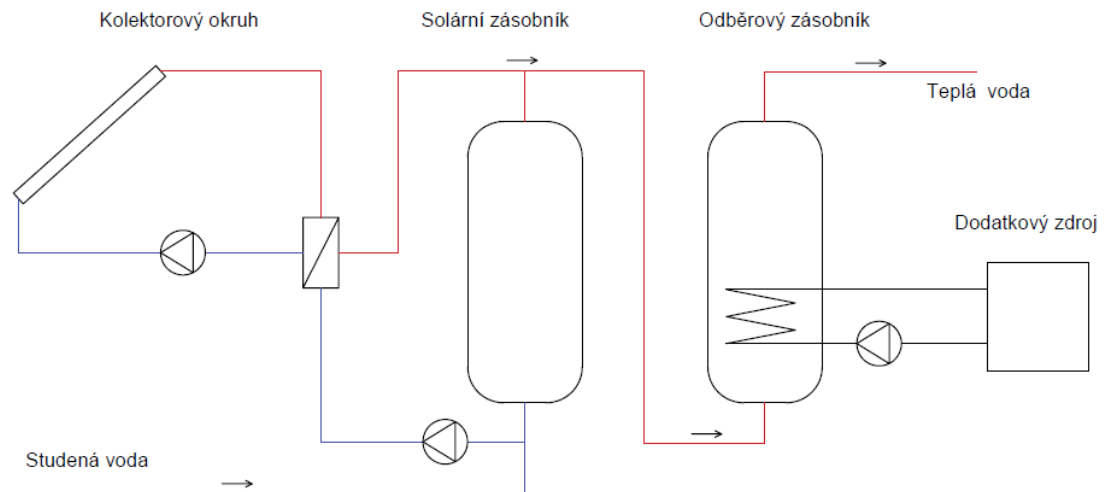 Kolektorový okruh
Solární zásobník
Odběrový zásobník
Teplá voda
Dodatkový zdroj
Studená voda